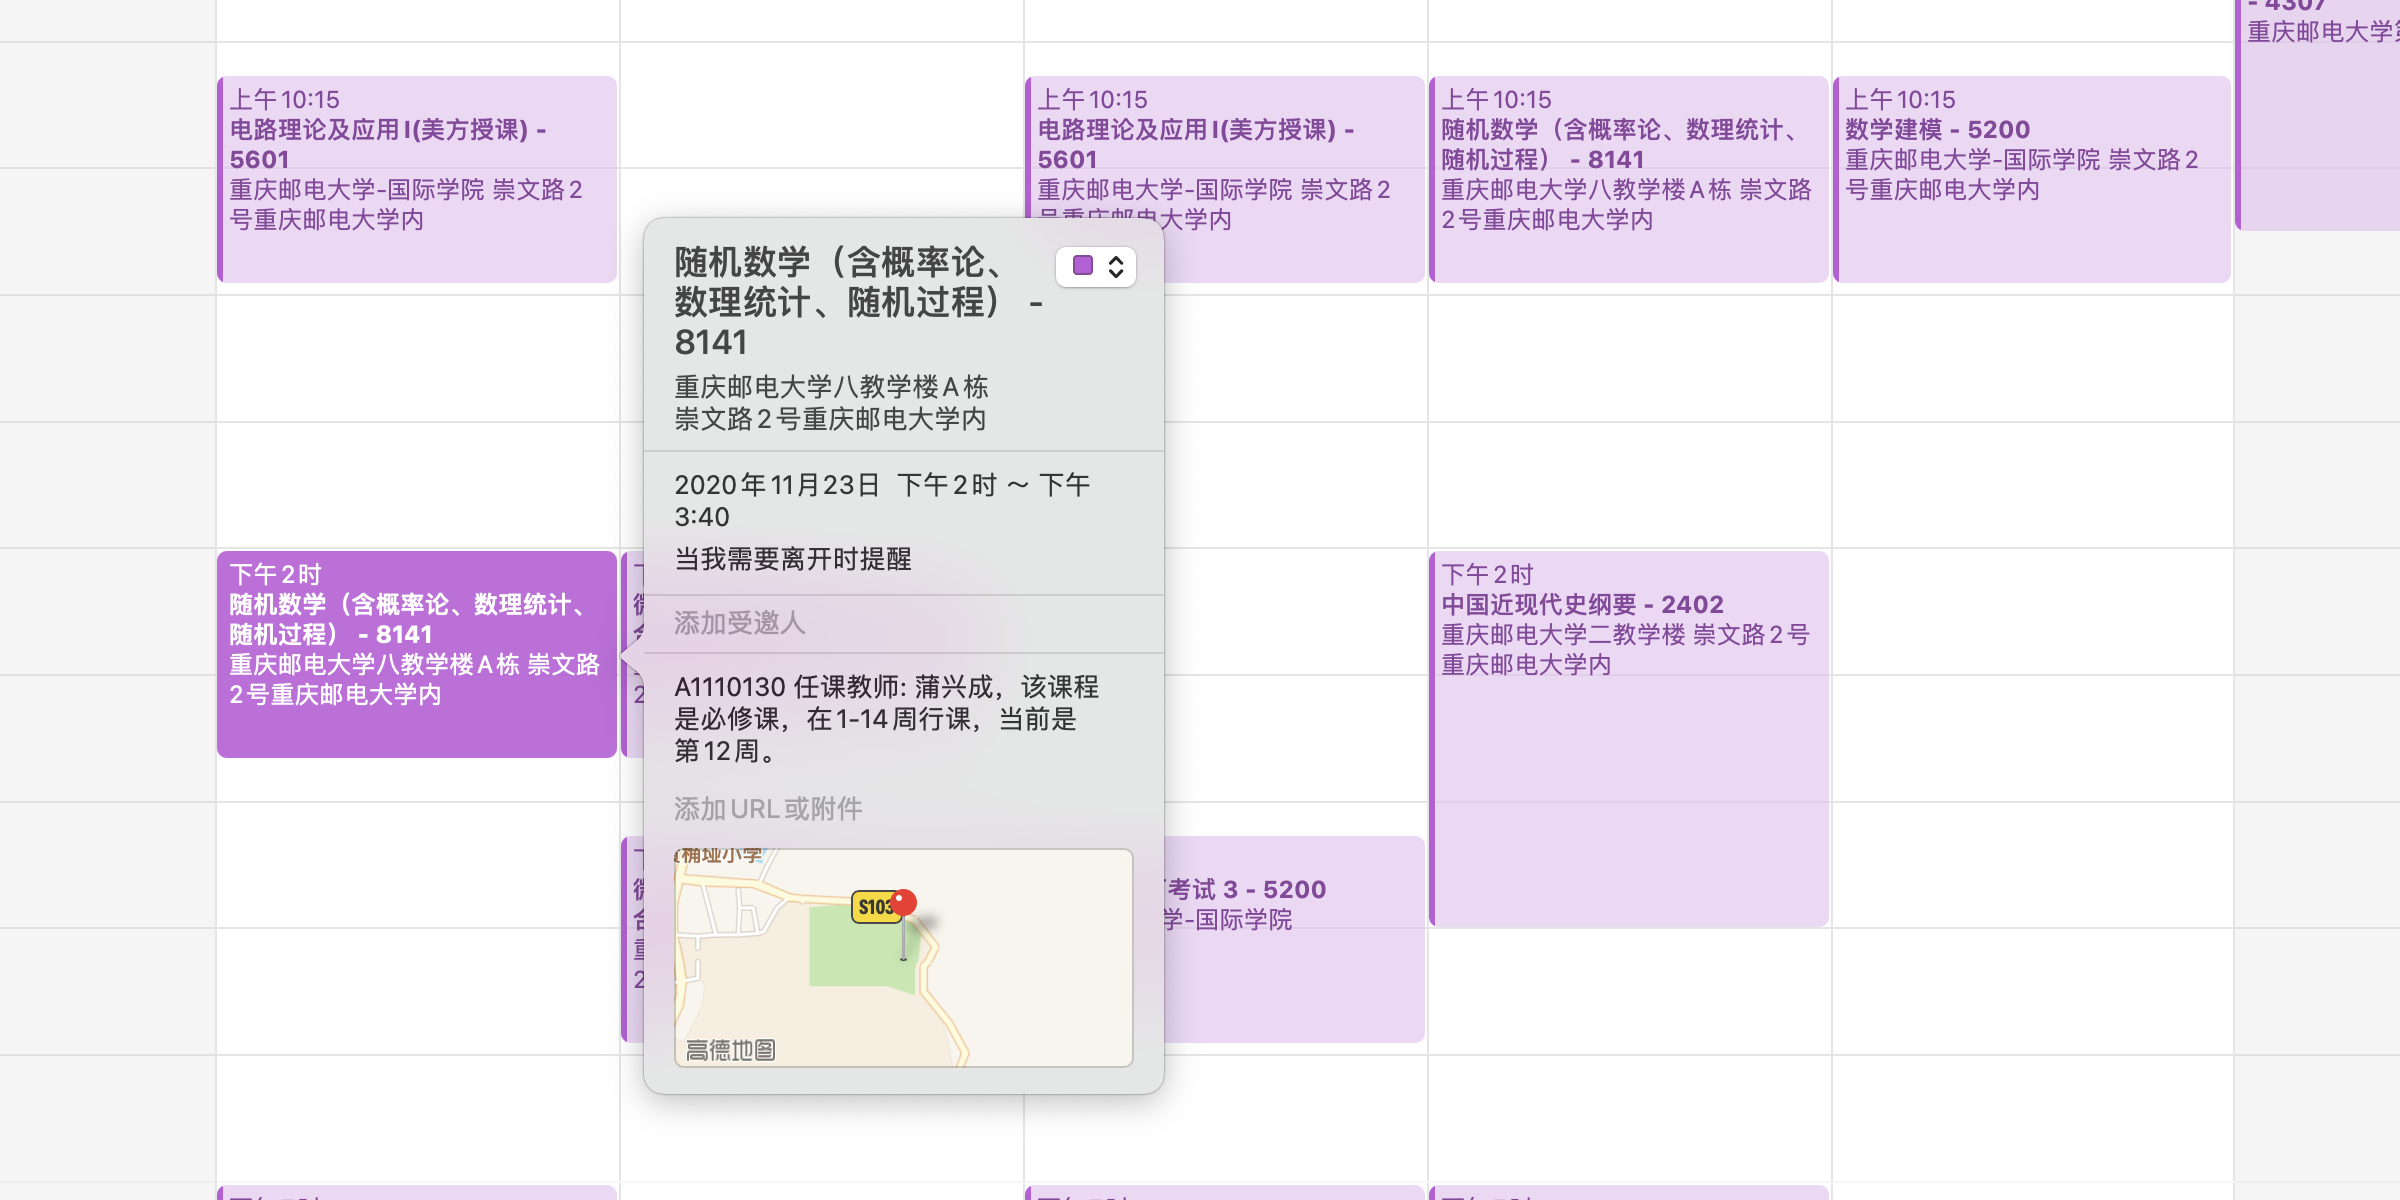 - 4307
重庆邮电大学
上午10:15
电路理论及应用I(美方授课) -
5601
重庆邮电大学-国际学院 崇文路2
号重庆邮电大学内
上午10:15
电路理论及应用I(美方授课) -
5601
重庆邮电大学-国际学院 崇文路2
号重庆邮电大学内
上午10:15
随机数学（含概率论、数理统计、
随机过程） - 8141
重庆邮电大学八教学楼A栋 崇文路
2号重庆邮电大学内
上午10:15
数学建模 - 5200
重庆邮电大学-国际学院 崇文路2
号重庆邮电大学内
随机数学（含概率论、
数理统计、随机过程） -
8141
重庆邮电大学八教学楼A栋
崇文路2号重庆邮电大学内
2020年11月23日 下午2时 ～ 下午
3:40
当我需要离开时提醒
添加受邀人
A1110130 任课教师: 蒲兴成，该课程
是必修课，在1-14周行课，当前是
第12周。
添加URL或附件
桶垭小学
S103
高德地图
下午2时
随机数学（含概率论、数理统计、
随机过程） - 8141
重庆邮电大学八教学楼A栋 崇文路
2号重庆邮电大学内
下午2时
中国近现代史纲要 - 2402
重庆邮电大学二教学楼 崇文路2号
重庆邮电大学内
考试 3 - 5200
学-国际学院